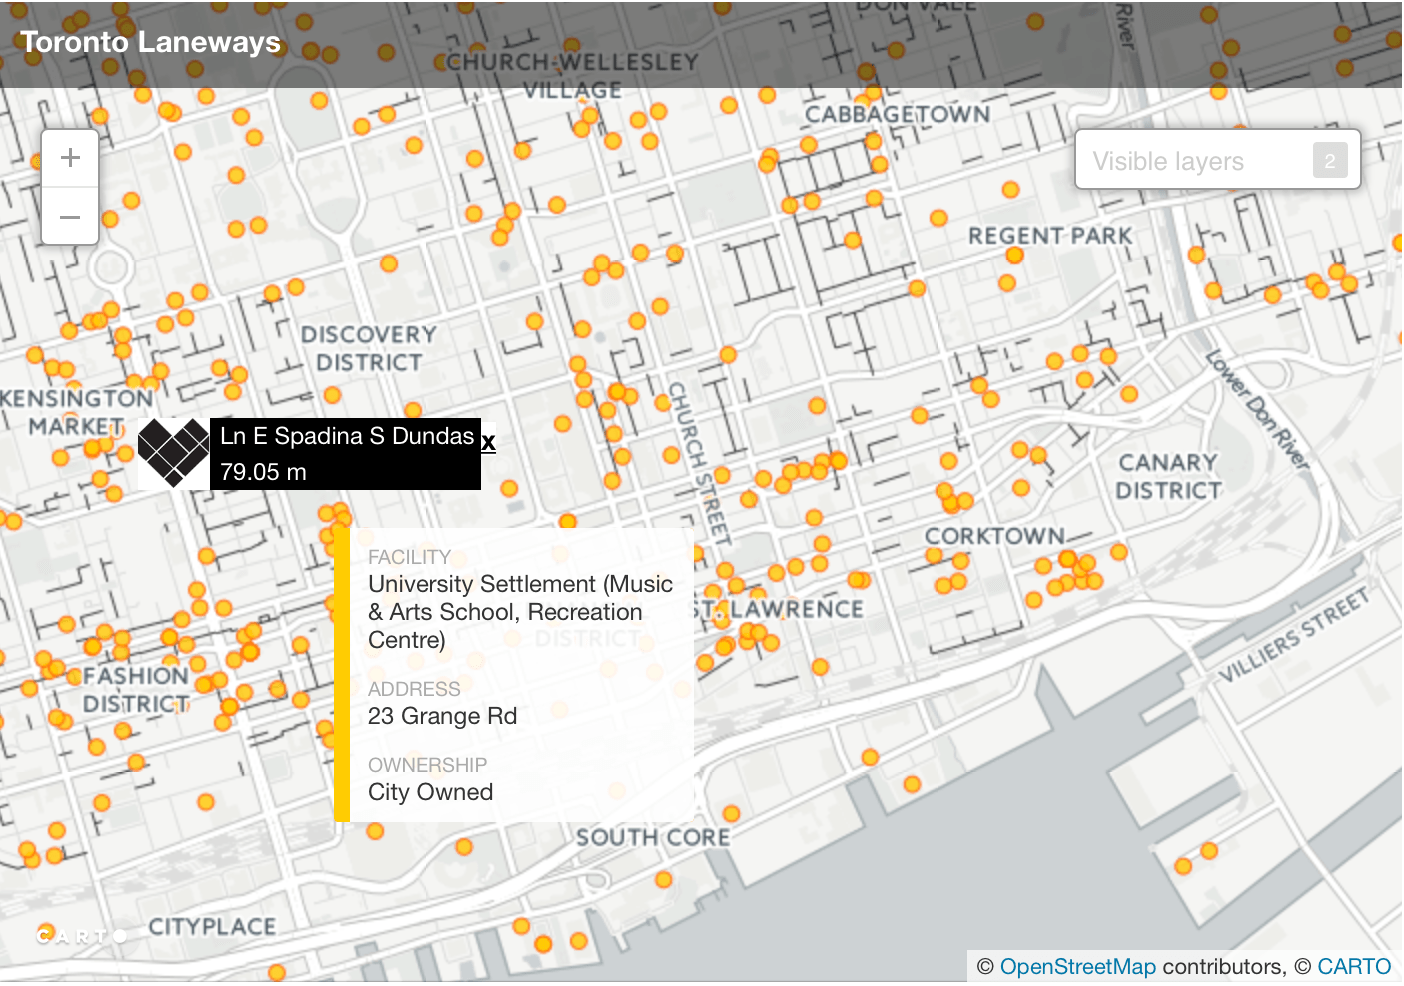 DON VALE
River
Toronto Laneways
CHURCH-WELLESLEY
VILLAGE
CABBAGETOWN
+
Visible layers 2
−
REGENT PARK
DISCOVERY
DISTRICT
Lower Don River
KENSINGTON
MARKET
CHURCH STREET
Ln E Spadina S Dundas x
79.05 m
CANARY
DISTRICT
CORKTOWN
FACILITY
University Settlement (Music
& Arts School, Recreation
Centre)
ST. LAWRENCE
DISTRICT
VILLIERS STREET
FASHION
DISTRICT
ADDRESS
23 Grange Rd
OWNERSHIP
City Owned
SOUTH CORE
CITYPLACE
CARTO
© OpenStreetMap contributors, © CARTO